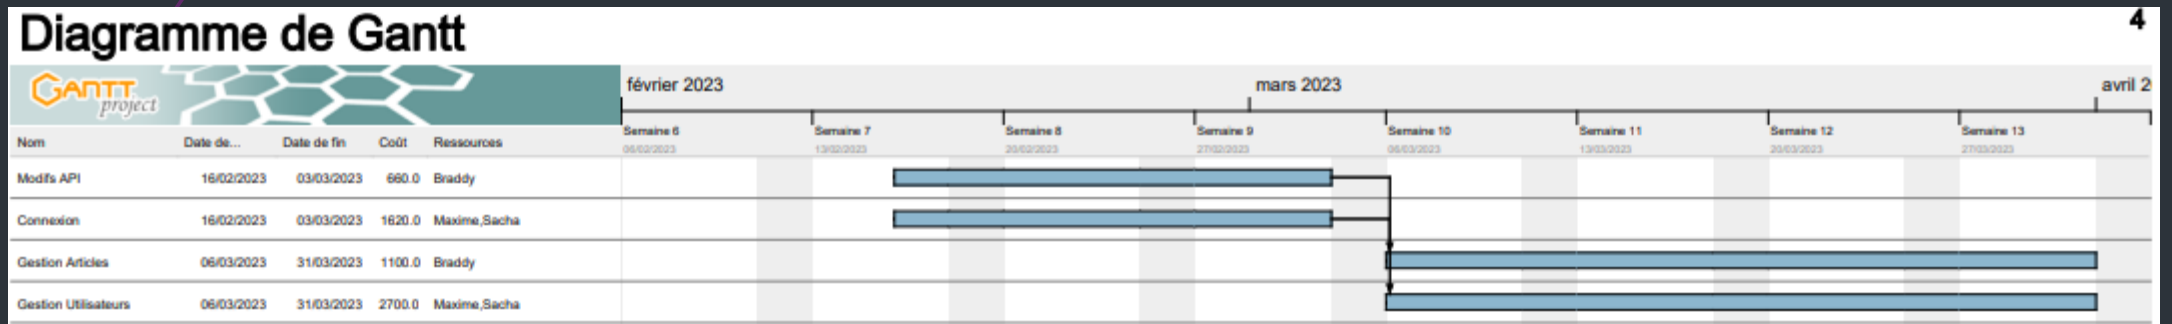 4
Diagramme de Gantt
GANTT
project
février 2023
mars 2023
avril 2
Semaine 6
Semaine 7
Semaine 8
Semaine 9
Semaine 10
Semaine 11
Semaine 12
Semaine 13
06/02/2023
13/02/2023
20/02/2023
27/02/2023
06/03/2023
13/03/2023
20/03/2023
27/03/2023
Nom Date de... Date de fin Coût Ressources
Modifs API 16/02/2023 03/03/2023 660.0 Braddy
Connexion 16/02/2023 03/03/2023 1620.0 Maxime,Sacha
Gestion Articles 06/03/2023 31/03/2023 1100.0 Braddy
Gestion Utilisateurs 06/03/2023 31/03/2023 2700.0 Maxime,Sacha